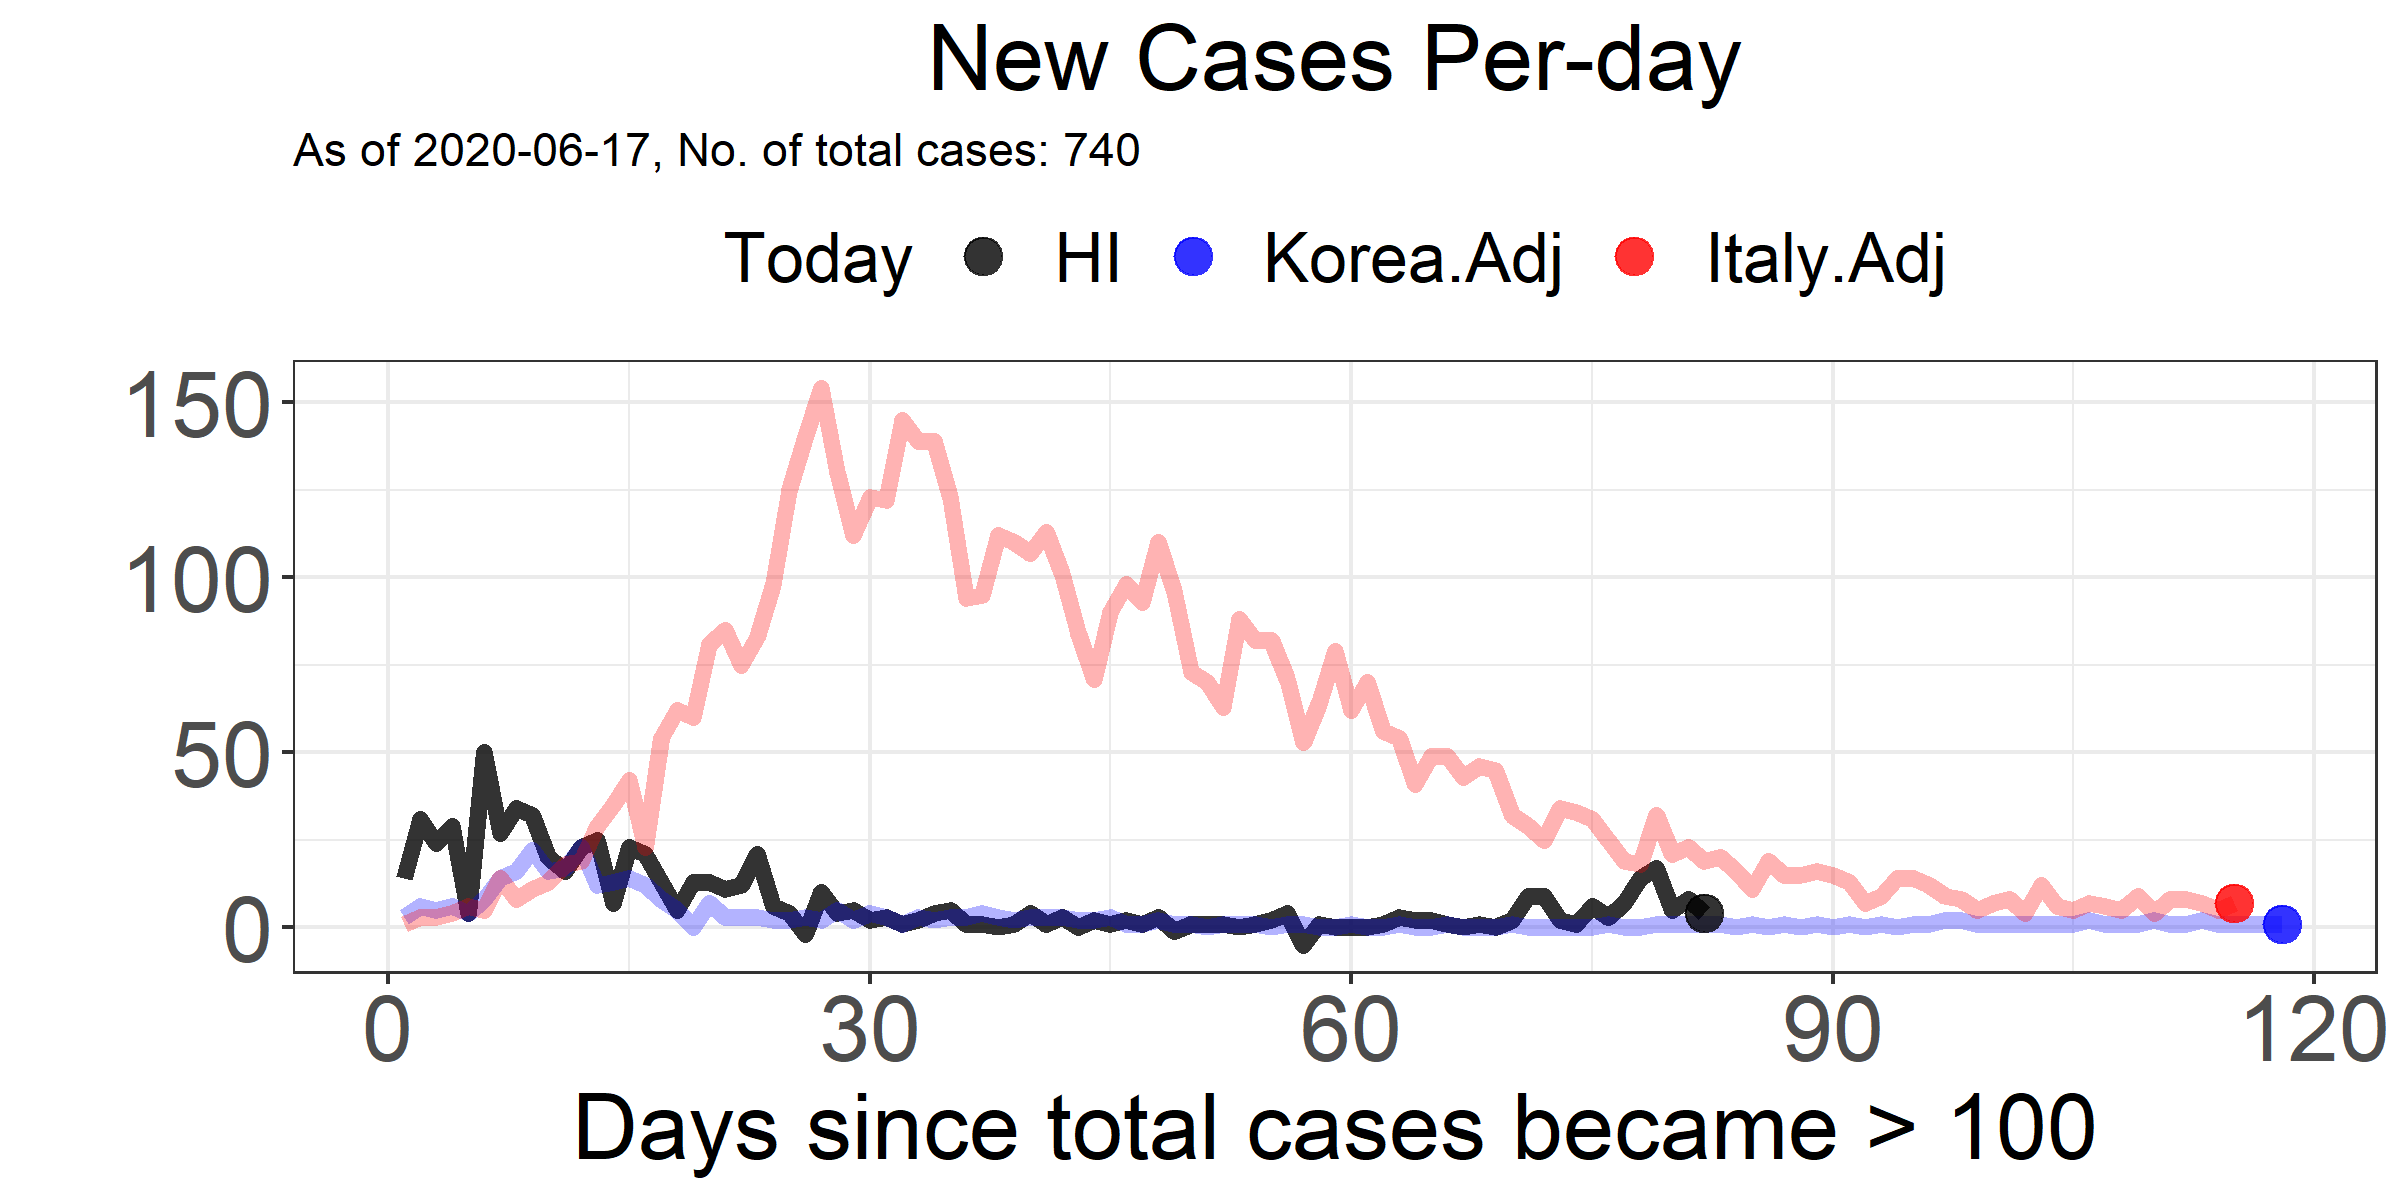 New Cases Per-day
As of 2020-06-17, No. of total cases: 740
Today HI Korea.Adj Italy.Adj
150
100
50
0
0 30 60 90 120
Days since total cases became > 100